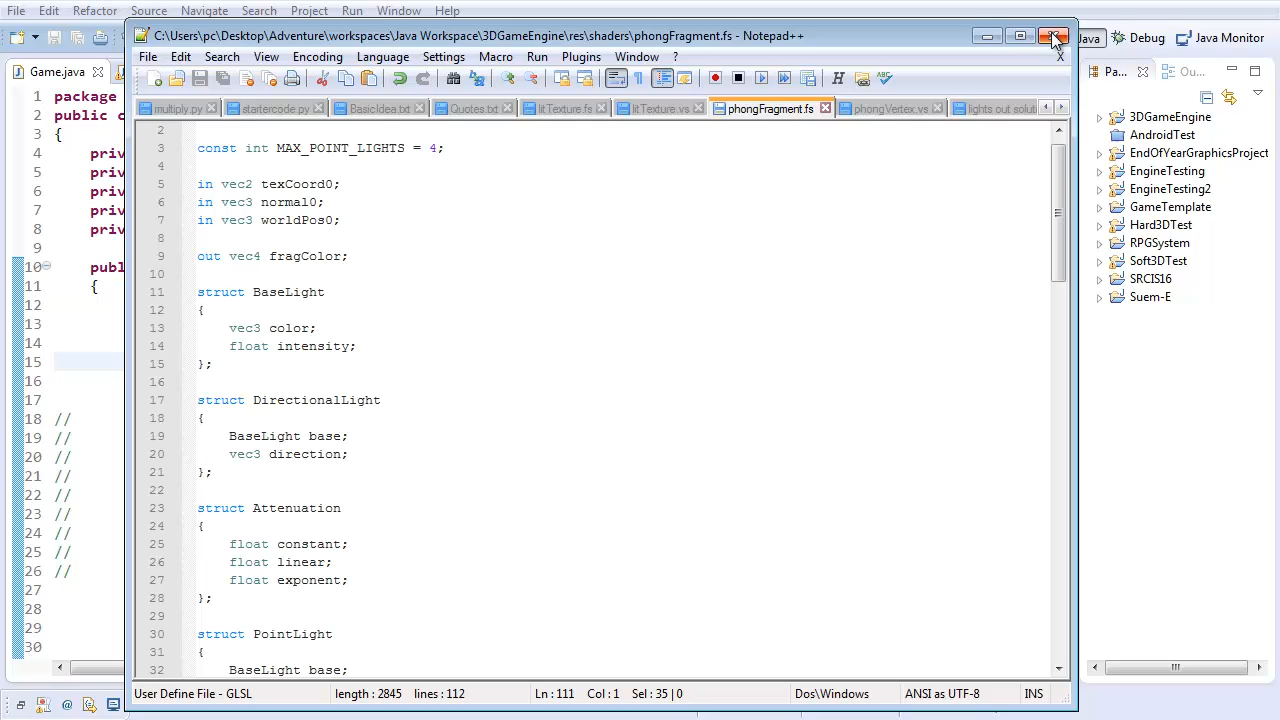 File Edit Source Refactor Navigate Search Project Run Window Help
C:\Users\pc\Desktop\Adventure\workspaces\Java Workspace\3DGameEngine\res\shaders\phongFragment.fs - Notepad++
File Edit Search View Encoding Language Settings Macro Run Plugins Window ? X
Java Debug Java Monitor
Game.java
multiply.py startercode.py BasicIdea.txt Quotes.txt litTexture.fs litTexture.vs phongFragment.fs phongVertex.vs lights out soluti
Pa... Ou...
1 package
2 public c
3 {
4 priv
5 priv
6 priv
7 priv
8 priv
9
10 publ
11 {
12
13
14
15
16
17
18 //
19 //
20 //
21 //
22 //
23 //
24 //
25 //
26 //
27
28
29
30
2
3 const int MAX_POINT_LIGHTS = 4;
4
5 in vec2 texCoord0;
6 in vec3 normal0;
7 in vec3 worldPos0;
8
9 out vec4 fragColor;
10
11 struct BaseLight
12 {
13 vec3 color;
14 float intensity;
15 };
16
17 struct DirectionalLight
18 {
19 BaseLight base;
20 vec3 direction;
21 };
22
23 struct Attenuation
24 {
25 float constant;
26 float linear;
27 float exponent;
28 };
29
30 struct PointLight
31 {
32 BaseLight base;
3DGameEngine
AndroidTest
EndOfYearGraphicsProject
EngineTesting
EngineTesting2
GameTemplate
Hard3DTest
RPGSystem
Soft3DTest
SRCIS16
Suem-E
User Define File - GLSL length : 2845 lines : 112 Ln : 111 Col : 1 Sel : 35 | 0 Dos\Windows ANSI as UTF-8 INS